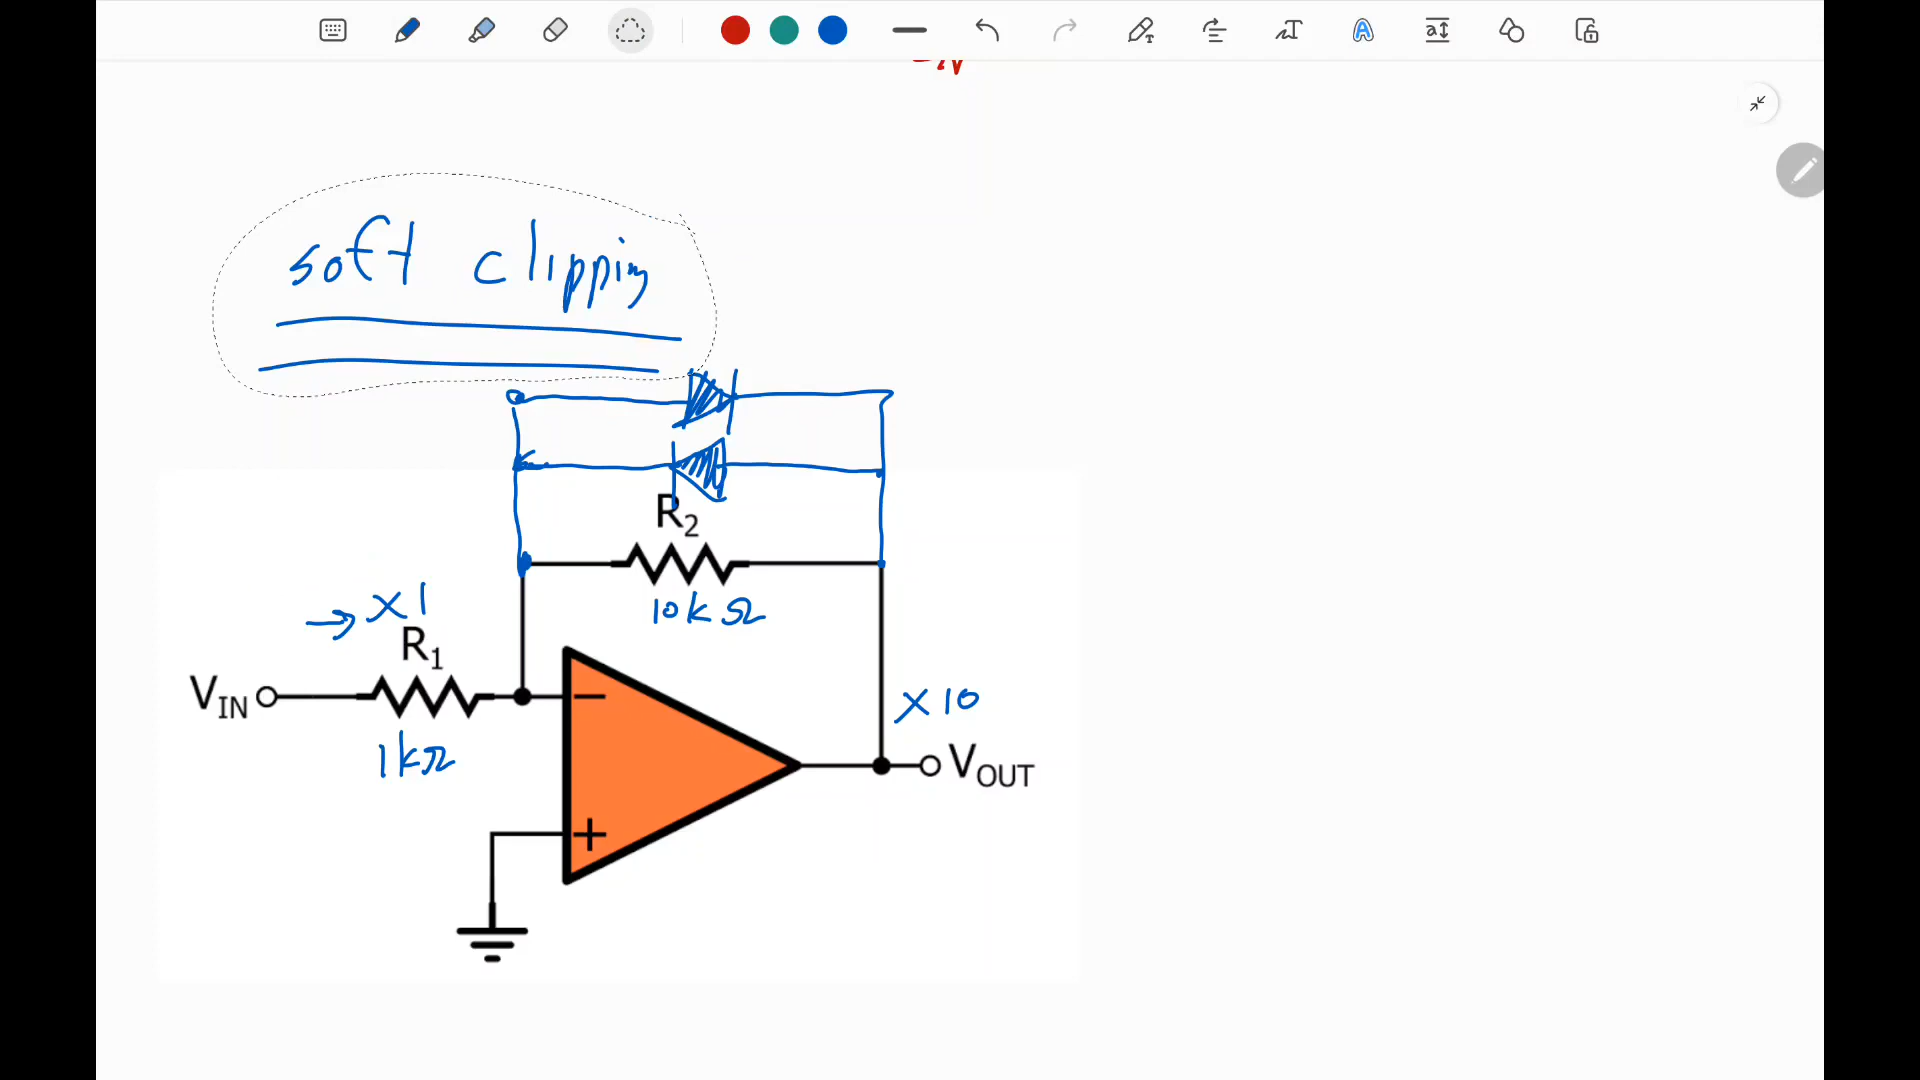 soft clipping
R2
10kΩ
→ x1
R1
VIN
1kΩ
−
+
x10
VOUT